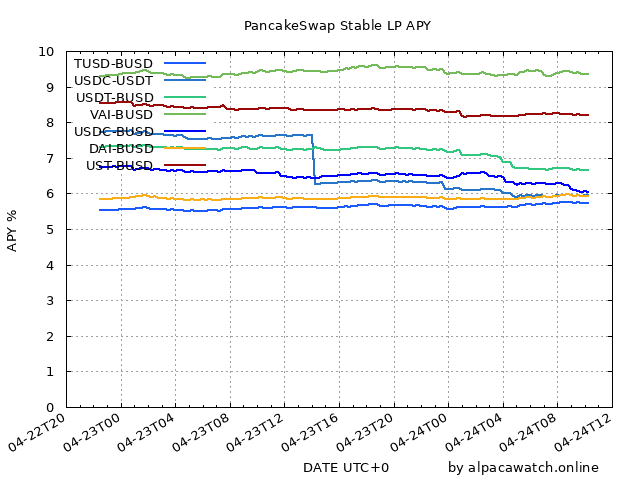 PancakeSwap Stable LP APY
10
9
8
7
6
5
4
3
2
1
0
APY %
TUSD-BUSD
USDC-USDT
USDT-BUSD
VAI-BUSD
USDC-BUSD
DAI-BUSD
UST-BUSD
04-22T20
04-23T00
04-23T04
04-23T08
04-23T12
04-23T16
04-23T20
04-24T00
04-24T04
04-24T08
04-24T12
DATE UTC+0
by alpacawatch.online